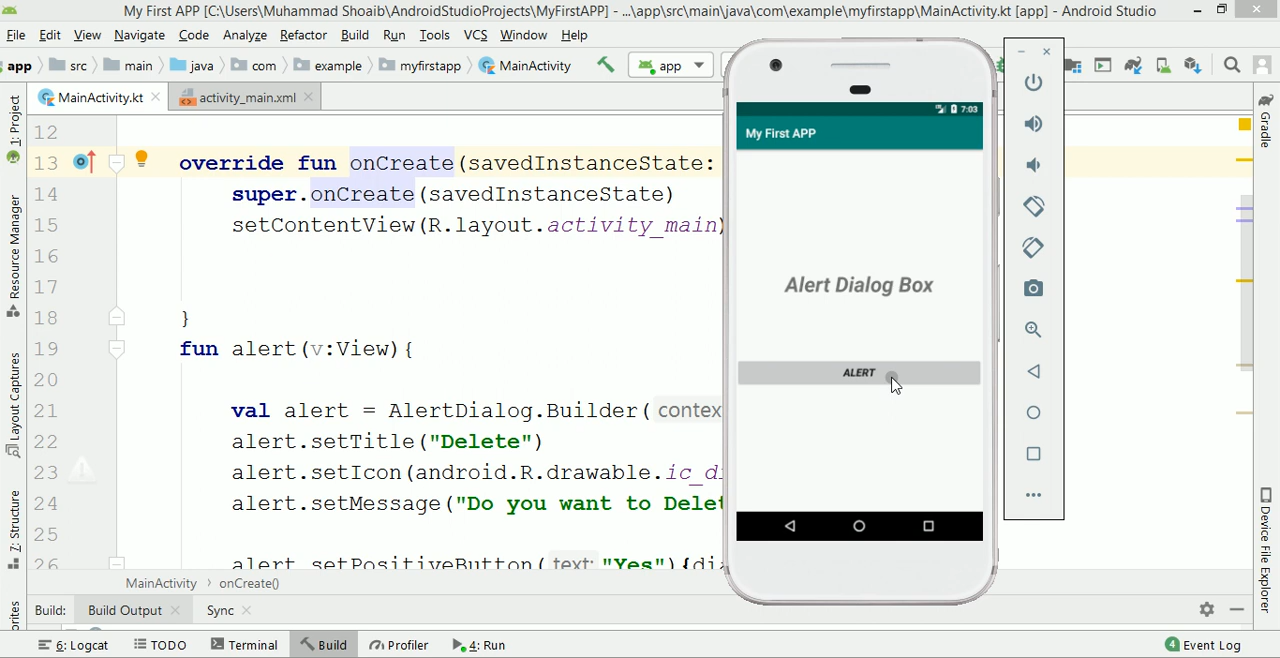 My First APP [C:\Users\Muhammad Shoaib\AndroidStudioProjects\MyFirstAPP] - ...\app\src\main\java\com\example\myfirstapp\MainActivity.kt [app] - Android Studio
File Edit View Navigate Code Analyze Refactor Build Run Tools VCS Window Help
app src main java com example myfirstapp MainActivity app
MainActivity.kt activity_main.xml
1: Project
Resource Manager
Layout Captures
Z: Structure
Gradle
Device File Explorer
12
13 override fun onCreate(savedInstanceState:
14 super.onCreate(savedInstanceState)
15 setContentView(R.layout.activity_main)
16
17
18 }
19 fun alert(v:View){
20
21 val alert = AlertDialog.Builder( contex
22 alert.setTitle("Delete")
23 alert.setIcon(android.R.drawable.ic_di
24 alert.setMessage("Do you want to Delet
25
26 alert.setPositiveButton( text: "Yes"){dia
7:03
My First APP
Alert Dialog Box
ALERT
MainActivity › onCreate()
Build: Build Output Sync
6: Logcat TODO Terminal Build Profiler 4: Run 4 Event Log